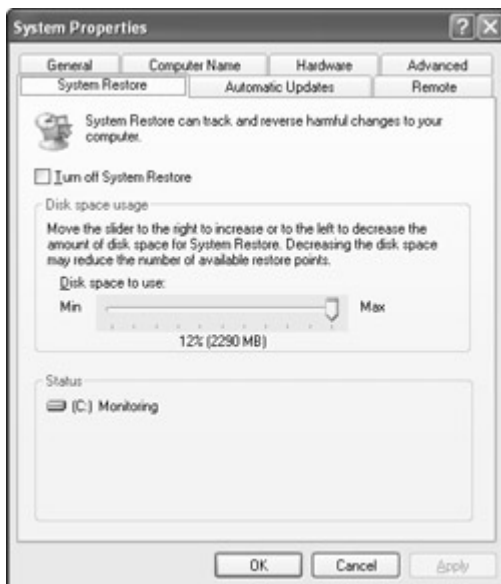 System Properties
General Computer Name Hardware Advanced
System Restore Automatic Updates Remote
System Restore can track and reverse harmful changes to your
computer.
Turn off System Restore
Disk space usage
Move the slider to the right to increase or to the left to decrease the
amount of disk space for System Restore. Decreasing the disk space
may reduce the number of available restore points.
Disk space to use:
Min Max
12% (2290 MB)
Status
(C:) Monitoring
OK Cancel Apply